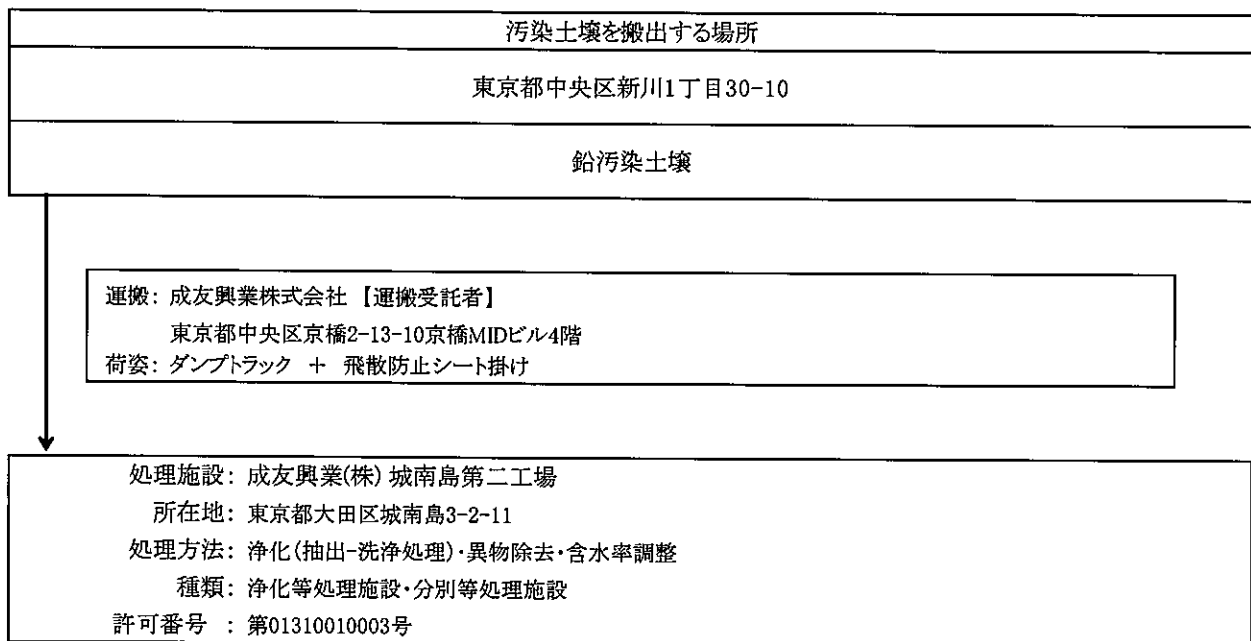 汚染土壌を搬出する場所
東京都中央区新川1丁目30-10
鉛汚染土壌
運搬: 成友興業株式会社 【運搬受託者】
東京都中央区京橋2-13-10京橋MIDビル4階
荷姿: ダンプトラック + 飛散防止シート掛け
処理施設: 成友興業(株) 城南島第二工場
所在地: 東京都大田区城南島3-2-11
処理方法: 浄化(抽出-洗浄処理)・異物除去・含水率調整
種類: 浄化等処理施設・分別等処理施設
許可番号 : 第01310010003号